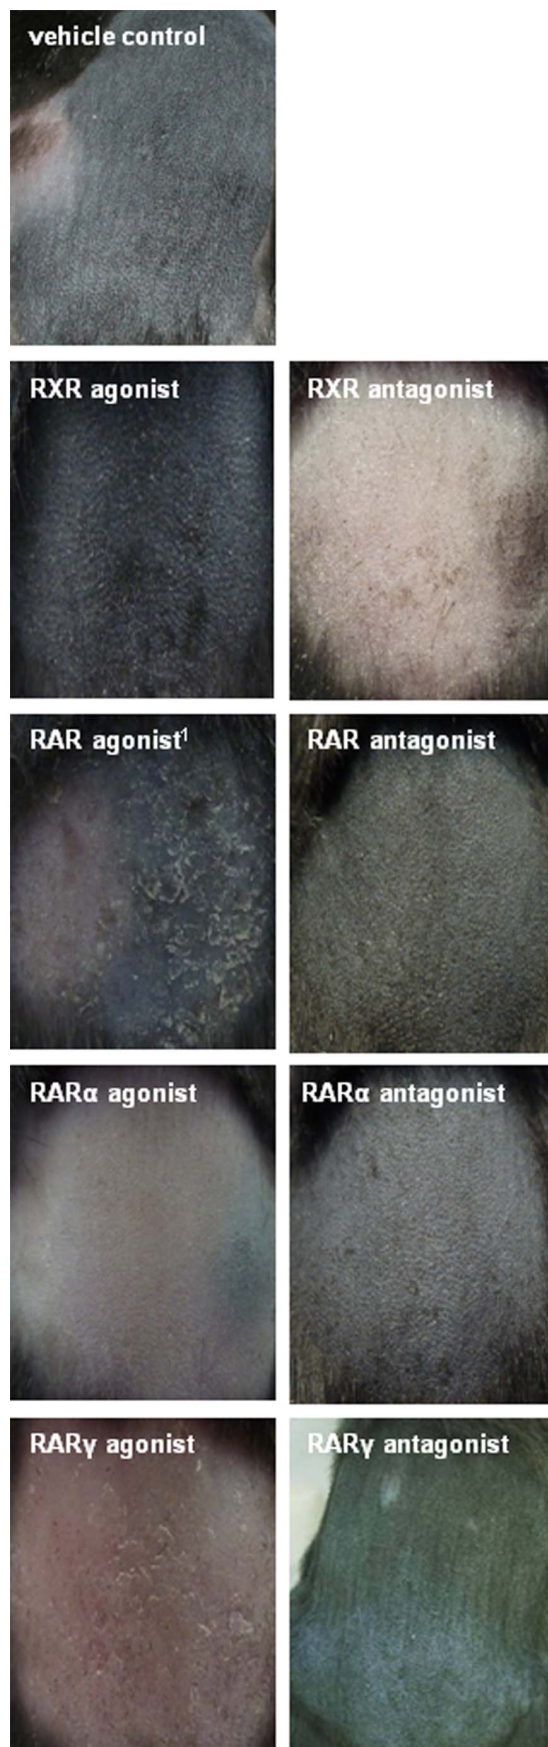 vehicle control
RXR agonist
RXR antagonist
RAR agonist¹
RAR antagonist
RARα agonist
RARα antagonist
RARγ agonist
RARγ antagonist